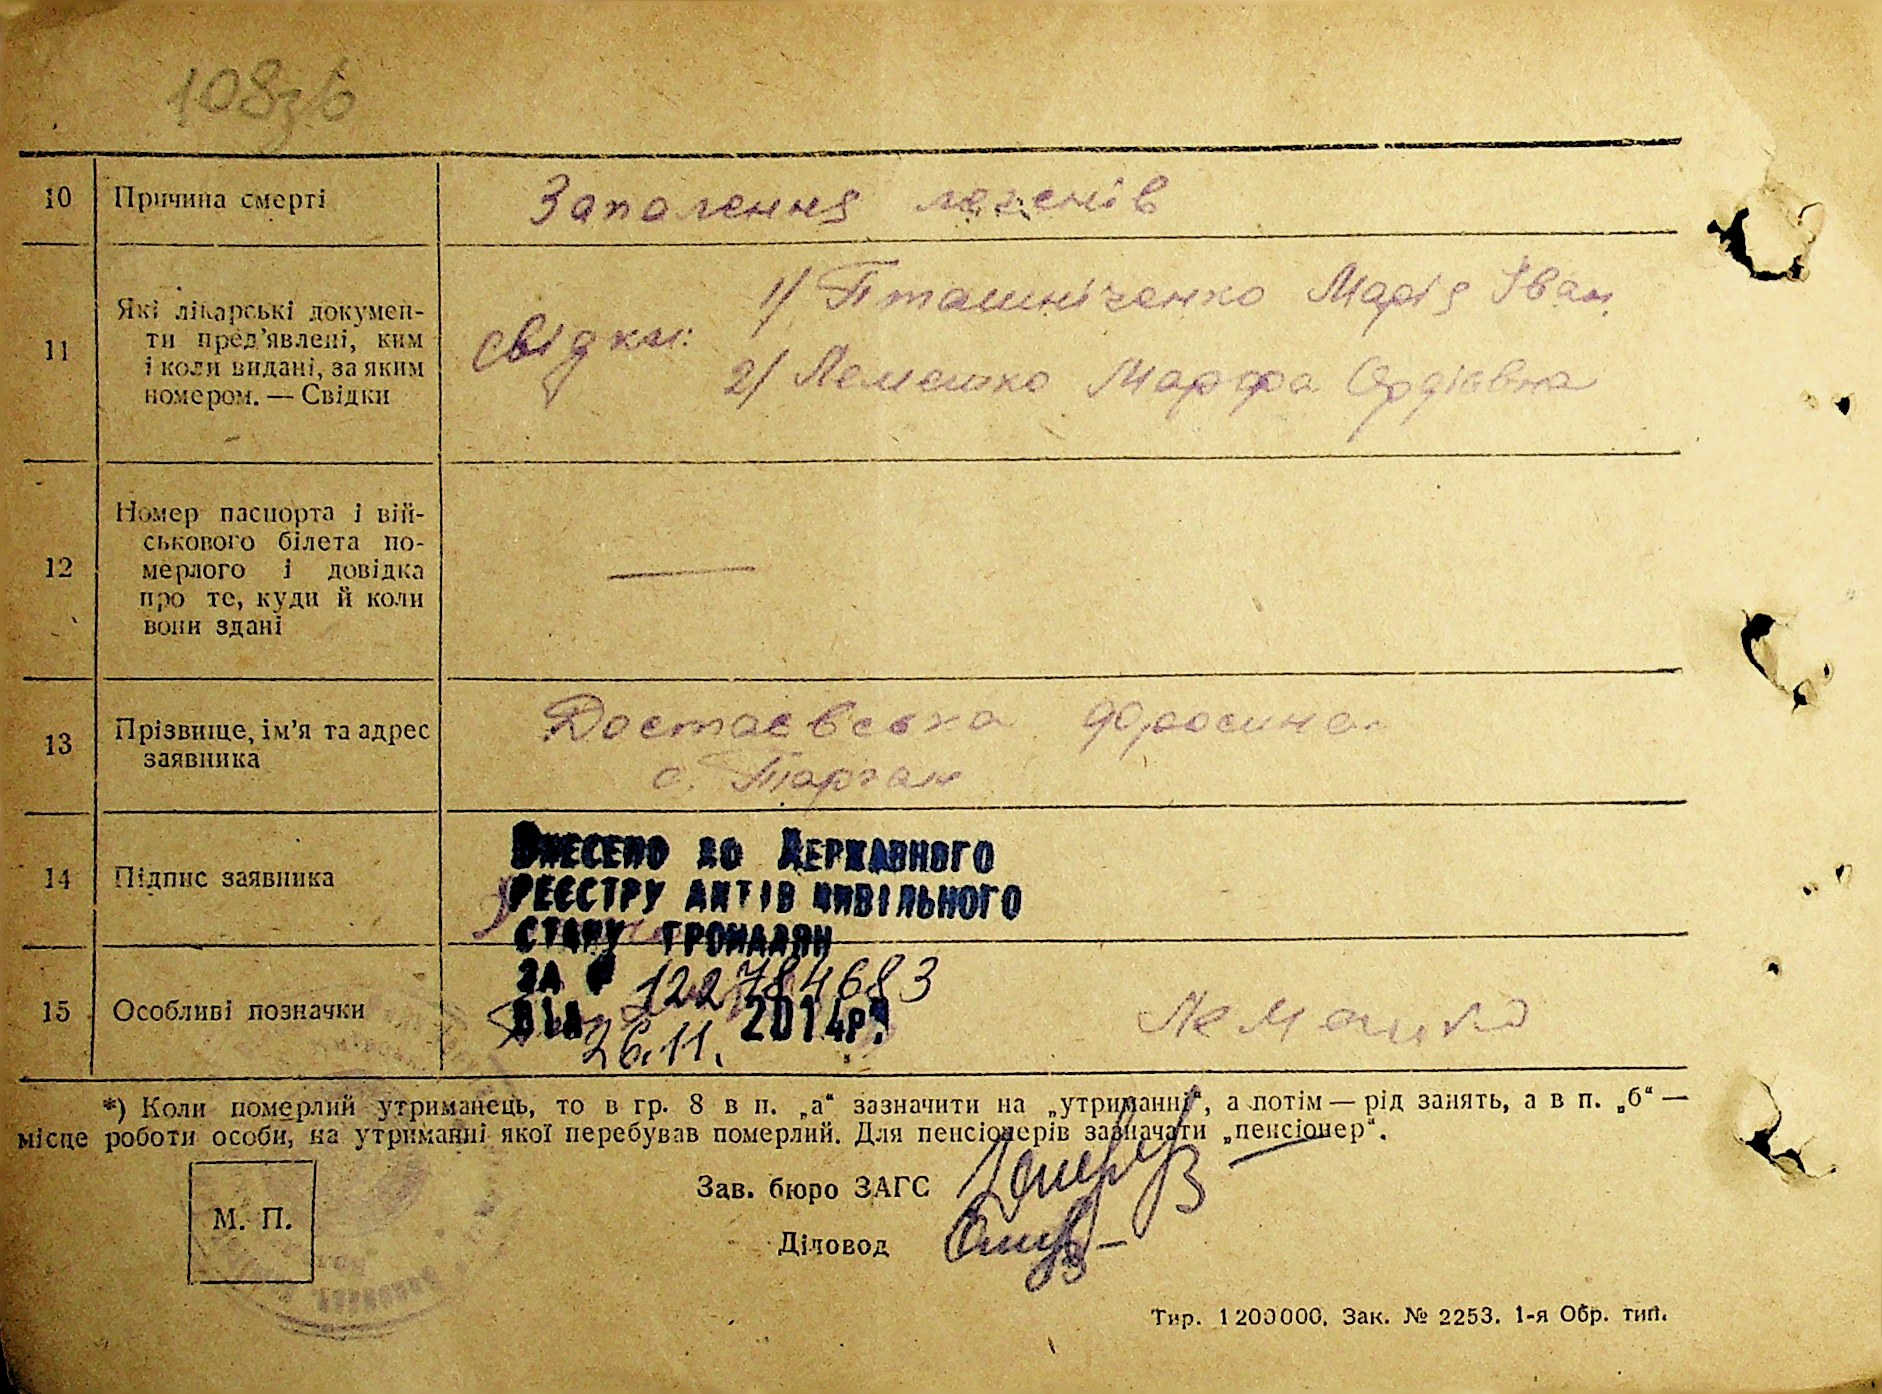 108зв
10 Причина смерті Запалення легенів
11 Які лікарські докумен-
ти пред’явлені, ким
і коли видані, за яким
номером. — Свідки
свідки: 1/ Пташніченко Марія Іван.
2/ Лемешко Марфа
12 Номер паспорта і вій-
ськового білета по-
мерлого і довідка
про те, куди й коли
вони здані
—
13 Прізвище, ім’я та адрес
заявника
Достаєвська Фросина
с. Тарган
14 Підпис заявника
Внесено до Державного
реєстру актів цивільного
стану громадян
за № 122784683
від 26.11. 2014р.
15 Особливі позначки
Лемешко
*) Коли померлий утриманець, то в гр. 8 в п. „а“ зазначити на „утриманні“, а потім — рід занять, а в п. „б“ —
місце роботи особи, на утриманні якої перебував померлий. Для пенсіонерів зазначати „пенсіонер“.
М. П.
Зав. бюро ЗАГС
Діловод
Тир. 1200000. Зак. № 2253. 1-я Обр. тип.